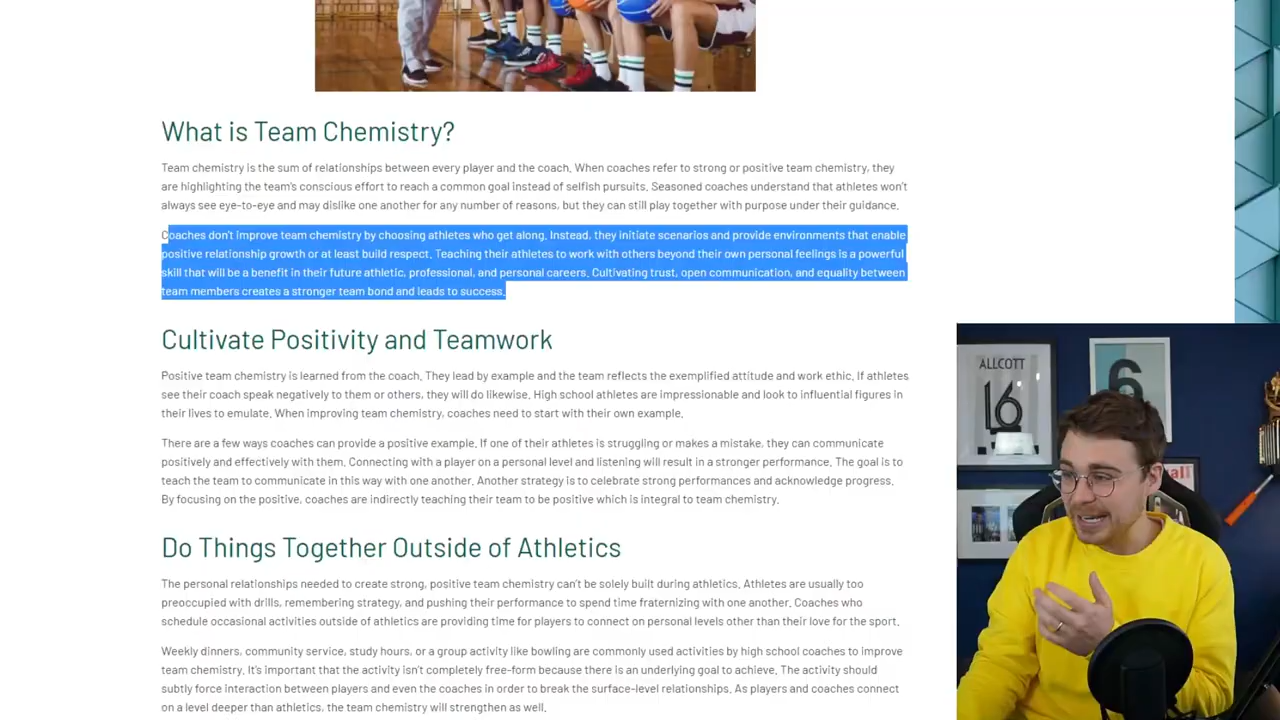 What is Team Chemistry?
Team chemistry is the sum of relationships between every player and the coach. When coaches refer to strong or positive team chemistry, they
are highlighting the team's conscious effort to reach a common goal instead of selfish pursuits. Seasoned coaches understand that athletes won't
always see eye-to-eye and may dislike one another for any number of reasons, but they can still play together with purpose under their guidance.
Coaches don't improve team chemistry by choosing athletes who get along. Instead, they initiate scenarios and provide environments that enable
positive relationship growth or at least build respect. Teaching their athletes to work with others beyond their own personal feelings is a powerful
skill that will be a benefit in their future athletic, professional, and personal careers. Cultivating trust, open communication, and equality between
team members creates a stronger team bond and leads to success.
Cultivate Positivity and Teamwork
Positive team chemistry is learned from the coach. They lead by example and the team reflects the exemplified attitude and work ethic. If athletes
see their coach speak negatively to them or others, they will do likewise. High school athletes are impressionable and look to influential figures in
their lives to emulate. When improving team chemistry, coaches need to start with their own example.
There are a few ways coaches can provide a positive example. If one of their athletes is struggling or makes a mistake, they can communicate
positively and effectively with them. Connecting with a player on a personal level and listening will result in a stronger performance. The goal is to
teach the team to communicate in this way with one another. Another strategy is to celebrate strong performances and acknowledge progress.
By focusing on the positive, coaches are indirectly teaching their team to be positive which is integral to team chemistry.
Do Things Together Outside of Athletics
The personal relationships needed to create strong, positive team chemistry can't be solely built during athletics. Athletes are usually too
preoccupied with drills, remembering strategy, and pushing their performance to spend time fraternizing with one another. Coaches who
schedule occasional activities outside of athletics are providing time for players to connect on personal levels other than their love for the sport.
Weekly dinners, community service, study hours, or a group activity like bowling are commonly used activities by high school coaches to improve
team chemistry. It's important that the activity isn't completely free-form because there is an underlying goal to achieve. The activity should
subtly force interaction between players and even the coaches in order to break the surface-level relationships. As players and coaches connect
on a level deeper than athletics, the team chemistry will strengthen as well.
ALLCOTT
16
6